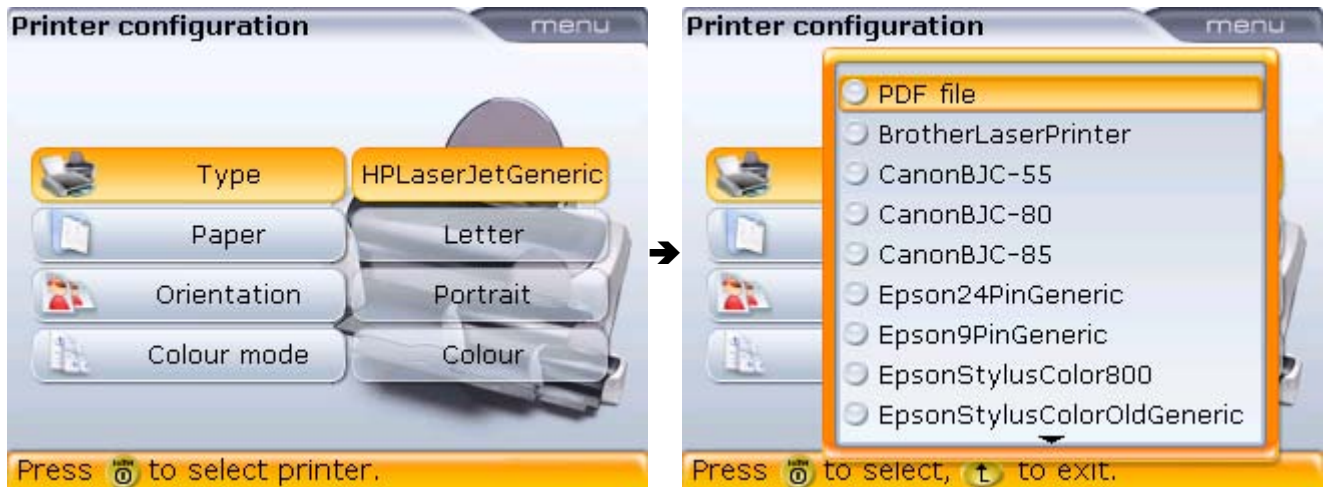 Printer configuration menu
Type HPLaserJetGeneric
Paper Letter
Orientation Portrait
Colour mode Colour
Press to select printer.
Printer configuration menu
PDF file
BrotherLaserPrinter
CanonBJC-55
CanonBJC-80
CanonBJC-85
Epson24PinGeneric
Epson9PinGeneric
EpsonStylusColor800
EpsonStylusColorOldGeneric
Press to select, to exit.